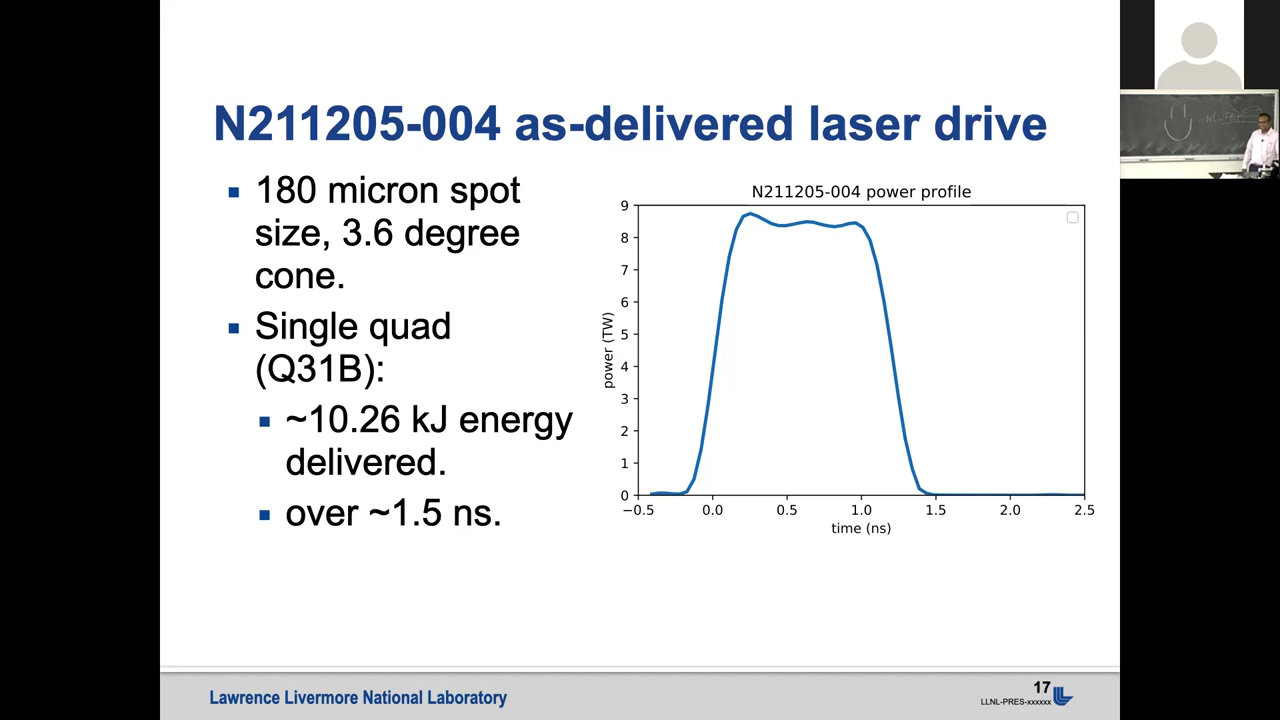 N211205-004 as-delivered laser drive
▪ 180 micron spot
size, 3.6 degree
cone.
▪ Single quad
(Q31B):
▪ ~10.26 kJ energy
delivered.
▪ over ~1.5 ns.
N211205-004 power profile
9
8
7
6
5
4
3
2
1
0
power (TW)
−0.5 0.0 0.5 1.0 1.5 2.0 2.5
time (ns)
Lawrence Livermore National Laboratory
17
LLNL-PRES-xxxxxx